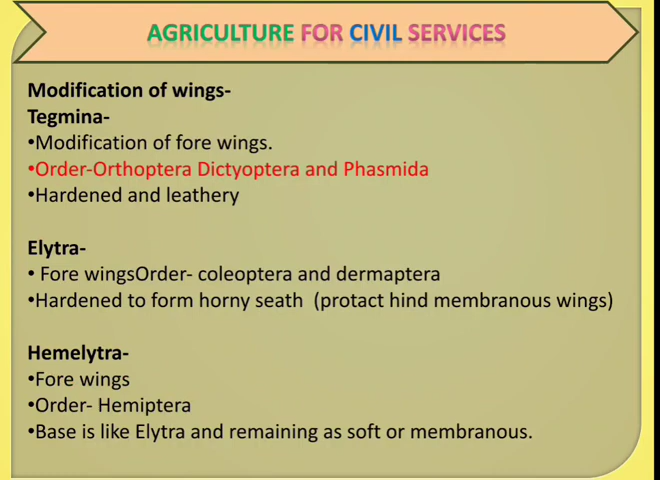 AGRICULTURE FOR CIVIL SERVICES
Modification of wings-
Tegmina-
•Modification of fore wings.
•Order-Orthoptera Dictyoptera and Phasmida
•Hardened and leathery
Elytra-
• Fore wingsOrder- coleoptera and dermaptera
•Hardened to form horny seath (protact hind membranous wings)
Hemelytra-
•Fore wings
•Order- Hemiptera
•Base is like Elytra and remaining as soft or membranous.